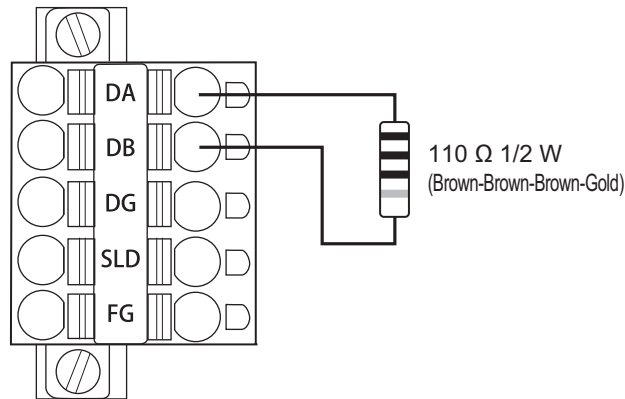 DA
DB
DG
SLD
FG
110 Ω 1/2 W
(Brown-Brown-Brown-Gold)